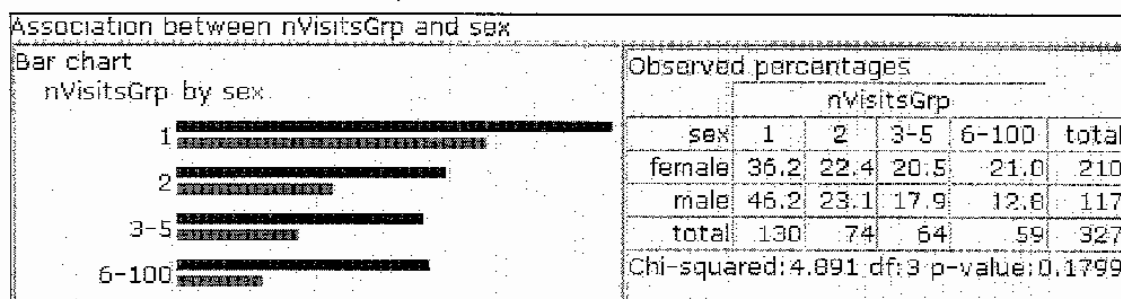 Association between nVisitsGrp and sex
Bar chart
nVisitsGrp by sex
1
2
3-5
6-100
Observed percentages
nVisitsGrp
sex 1 2 3-5 6-100 total
female 36.2 22.4 20.5 21.0 210
male 46.2 23.1 17.9 12.8 117
total 130 74 64 59 327
Chi-squared: 4.891 df: 3 p-value: 0.1799